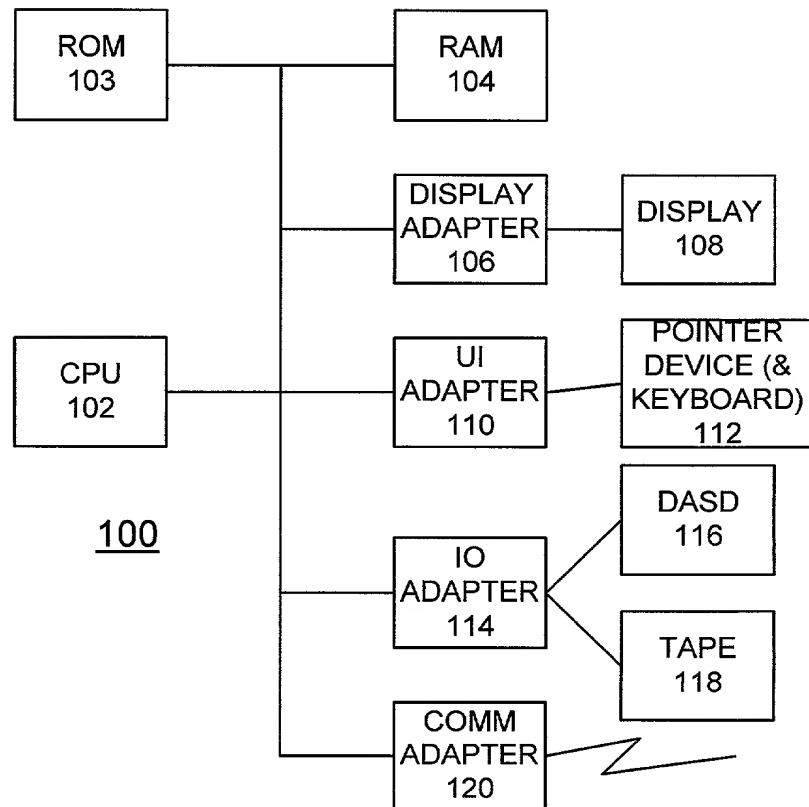 ROM
103
RAM
104
DISPLAY
ADAPTER
106
DISPLAY
108
CPU
102
UI
ADAPTER
110
POINTER
DEVICE (&
KEYBOARD)
112
100
IO
ADAPTER
114
DASD
116
TAPE
118
COMM
ADAPTER
120